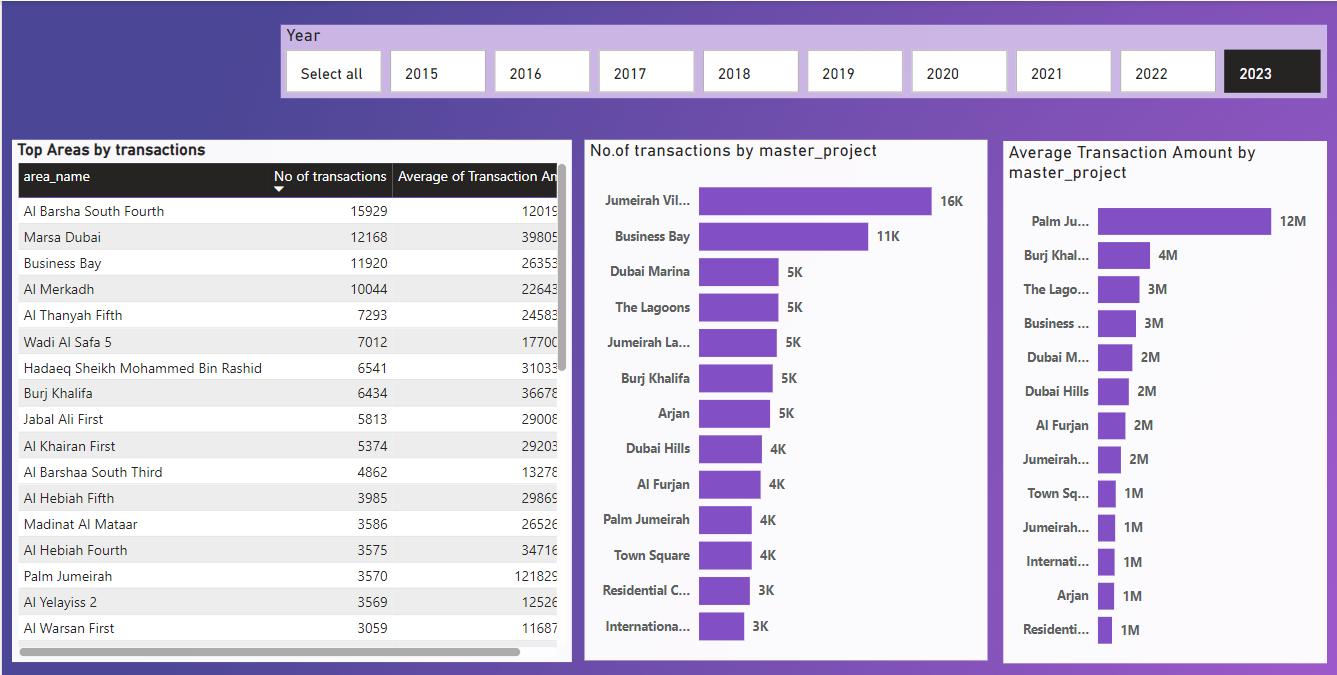 Year
Select all 2015 2016 2017 2018 2019 2020 2021 2022 2023
Top Areas by transactions
area_name No of transactions Average of Transaction Am
Al Barsha South Fourth 15929 12019
Marsa Dubai 12168 39805
Business Bay 11920 26353
Al Merkadh 10044 22643
Al Thanyah Fifth 7293 24583
Wadi Al Safa 5 7012 17700
Hadaeq Sheikh Mohammed Bin Rashid 6541 31033
Burj Khalifa 6434 36678
Jabal Ali First 5813 29008
Al Khairan First 5374 29203
Al Barshaa South Third 4862 13278
Al Hebiah Fifth 3985 29869
Madinat Al Mataar 3586 26526
Al Hebiah Fourth 3575 34716
Palm Jumeirah 3570 121829
Al Yelayiss 2 3569 12526
Al Warsan First 3059 11687
No.of transactions by master_project
Jumeirah Vil... 16K
Business Bay 11K
Dubai Marina 5K
The Lagoons 5K
Jumeirah La... 5K
Burj Khalifa 5K
Arjan 5K
Dubai Hills 4K
Al Furjan 4K
Palm Jumeirah 4K
Town Square 4K
Residential C... 3K
Internationa... 3K
Average Transaction Amount by
master_project
Palm Ju... 12M
Burj Khal... 4M
The Lago... 3M
Business ... 3M
Dubai M... 2M
Dubai Hills 2M
Al Furjan 2M
Jumeirah... 2M
Town Sq... 1M
Jumeirah... 1M
Internati... 1M
Arjan 1M
Residenti... 1M